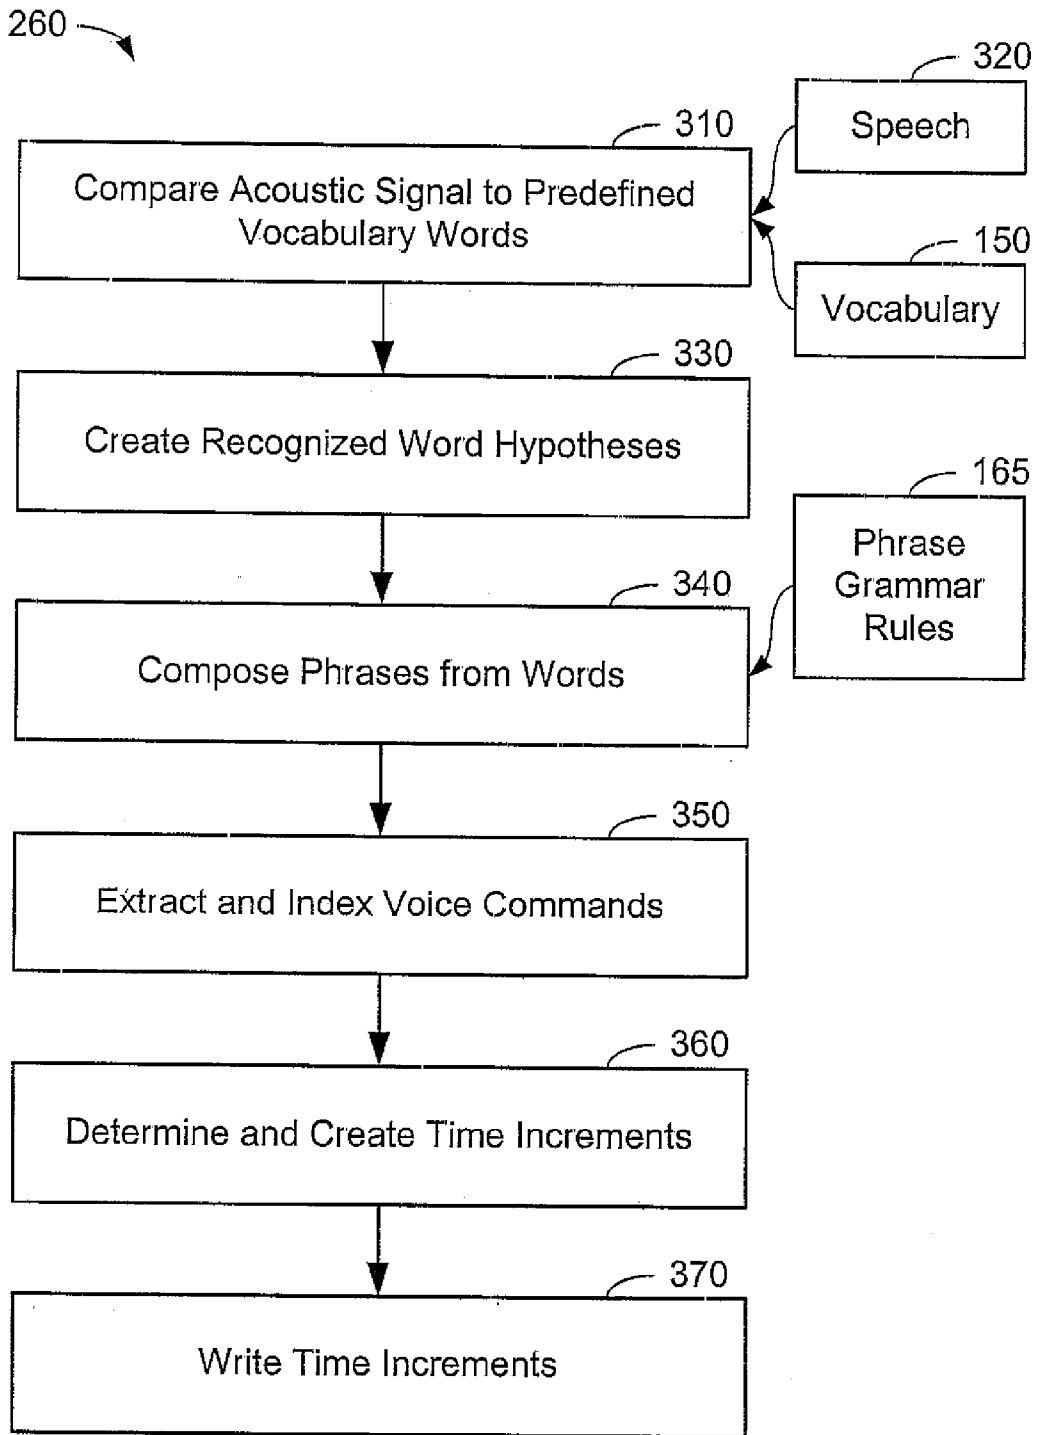 260
320
Speech
310
Compare Acoustic Signal to Predefined
Vocabulary Words
150
Vocabulary
330
Create Recognized Word Hypotheses
165
Phrase
Grammar
Rules
340
Compose Phrases from Words
350
Extract and Index Voice Commands
360
Determine and Create Time Increments
370
Write Time Increments